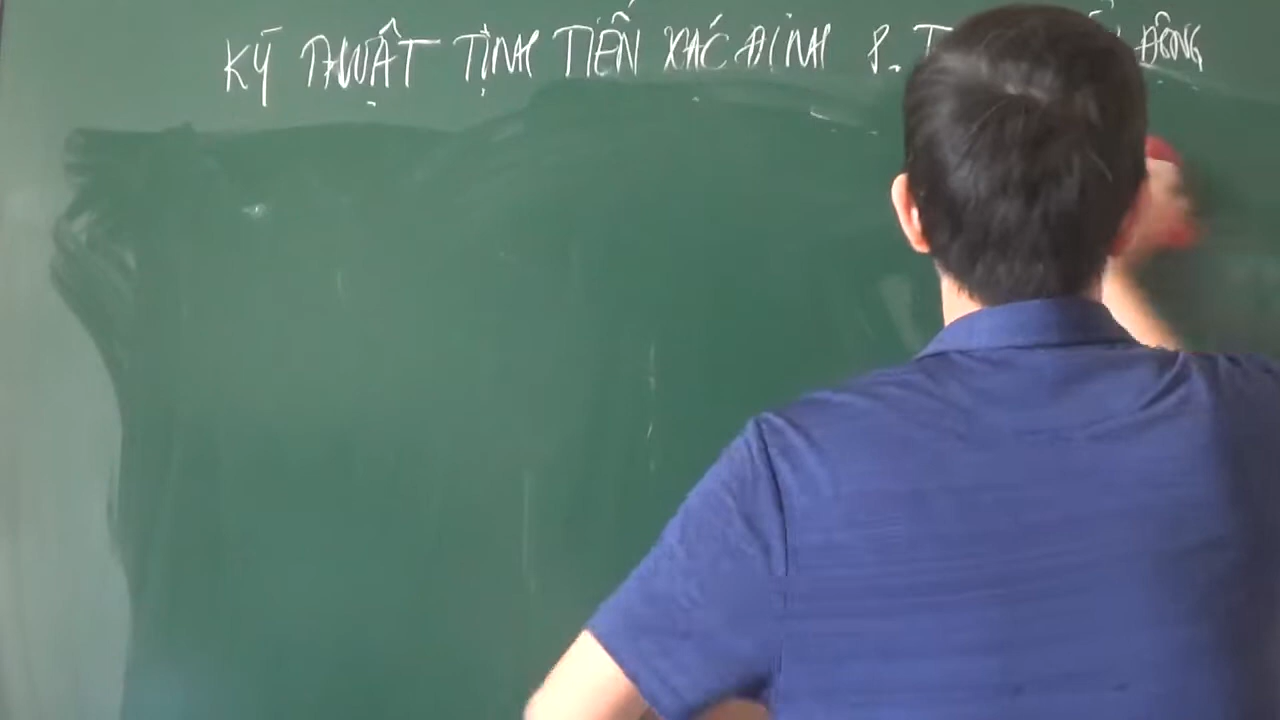 KỸ THUẬT TỊNH TIẾN XÁC ĐỊNH P. T ĐỘNG